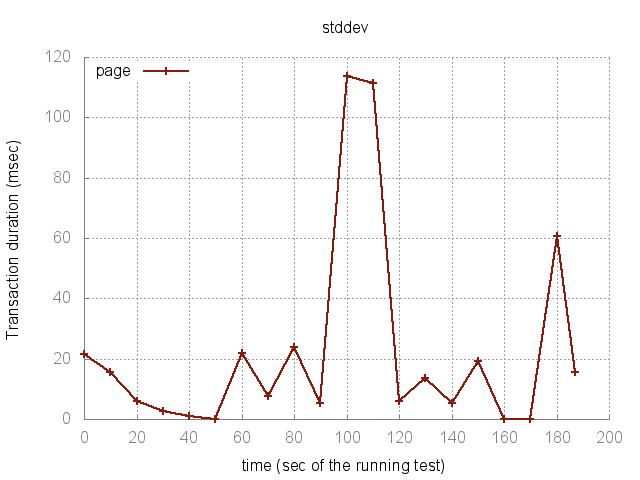 stddev
page
120
100
80
60
40
20
0
Transaction duration (msec)
0 20 40 60 80 100 120 140 160 180 200
time (sec of the running test)